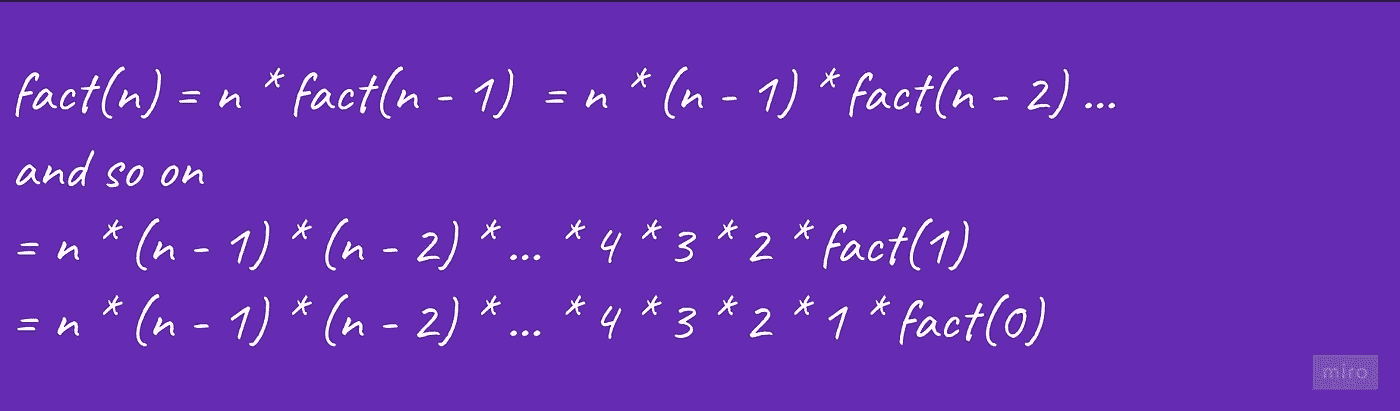 fact(n) = n * fact(n - 1) = n * (n - 1) * fact(n - 2) ...
and so on
= n * (n - 1) * (n - 2) * ... * 4 * 3 * 2 * fact(1)
= n * (n - 1) * (n - 2) * ... * 4 * 3 * 2 * 1 * fact(0)
miro